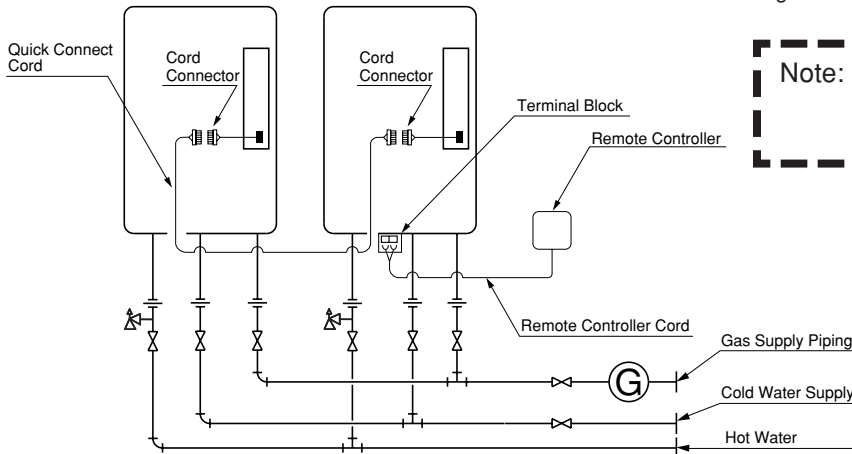 Quick Connect
Cord
Cord
Connector
Cord
Connector
Terminal Block
Remote Controller
Note:
Remote Controller Cord
Gas Supply Piping
G
Cold Water Supply
Hot Water